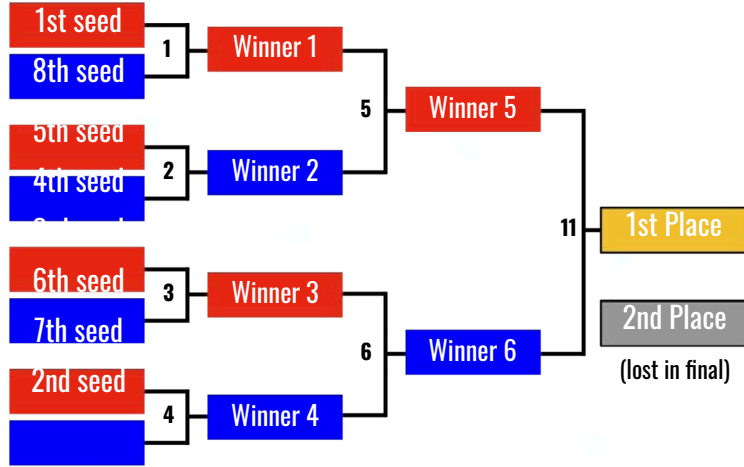 1st seed
8th seed
1
Winner 1
5th seed
4th seed
2
Winner 2
5
Winner 5
6th seed
7th seed
3
Winner 3
2nd seed
4
Winner 4
6
Winner 6
11
1st Place
2nd Place
(lost in final)